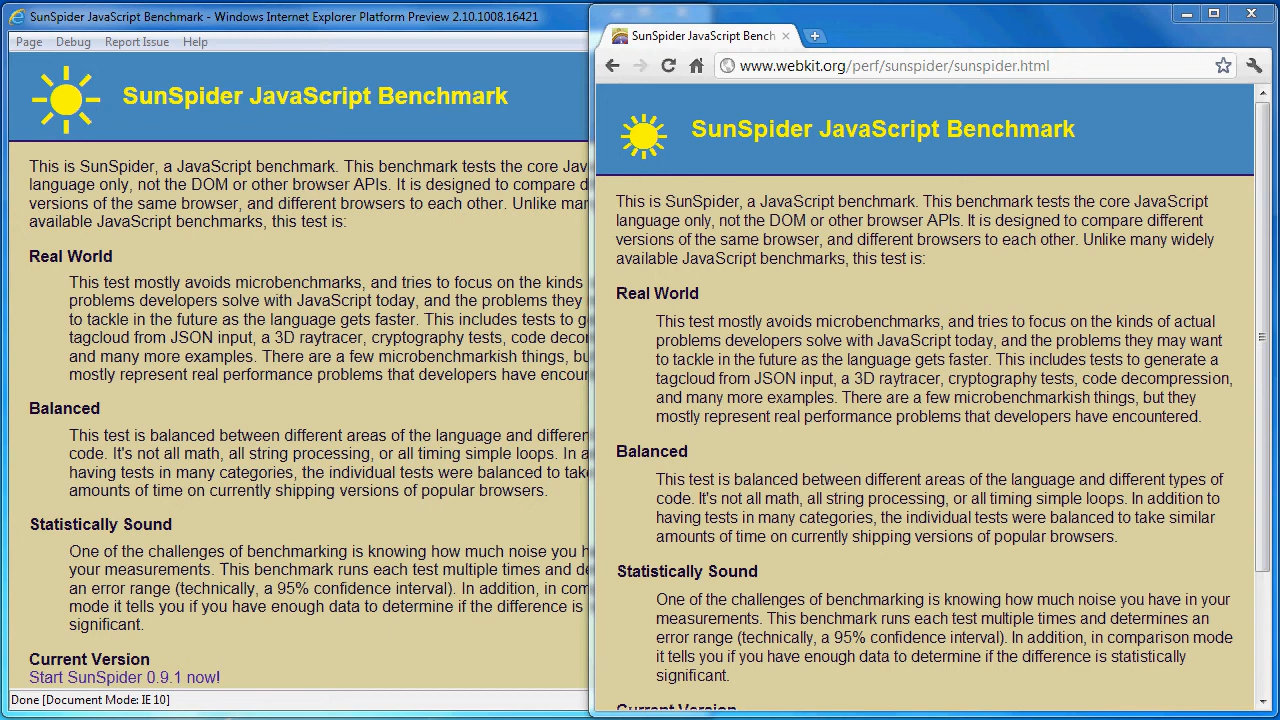 SunSpider JavaScript Benchmark - Windows Internet Explorer Platform Preview 2.10.1008.16421
Page Debug Report Issue Help
SunSpider JavaScript Benchmark
This is SunSpider, a JavaScript benchmark. This benchmark tests the core Jav
language only, not the DOM or other browser APIs. It is designed to compare d
versions of the same browser, and different browsers to each other. Unlike mar
available JavaScript benchmarks, this test is:
Real World
This test mostly avoids microbenchmarks, and tries to focus on the kinds
problems developers solve with JavaScript today, and the problems they
to tackle in the future as the language gets faster. This includes tests to g
tagcloud from JSON input, a 3D raytracer, cryptography tests, code decor
and many more examples. There are a few microbenchmarkish things, bu
mostly represent real performance problems that developers have encour
Balanced
This test is balanced between different areas of the language and differer
code. It's not all math, all string processing, or all timing simple loops. In a
having tests in many categories, the individual tests were balanced to take
amounts of time on currently shipping versions of popular browsers.
Statistically Sound
One of the challenges of benchmarking is knowing how much noise you h
your measurements. This benchmark runs each test multiple times and de
an error range (technically, a 95% confidence interval). In addition, in com
mode it tells you if you have enough data to determine if the difference is
significant.
Current Version
Start SunSpider 0.9.1 now!
Done [Document Mode: IE 10]
SunSpider JavaScript Bench
www.webkit.org/perf/sunspider/sunspider.html
SunSpider JavaScript Benchmark
This is SunSpider, a JavaScript benchmark. This benchmark tests the core JavaScript
language only, not the DOM or other browser APIs. It is designed to compare different
versions of the same browser, and different browsers to each other. Unlike many widely
available JavaScript benchmarks, this test is:
Real World
This test mostly avoids microbenchmarks, and tries to focus on the kinds of actual
problems developers solve with JavaScript today, and the problems they may want
to tackle in the future as the language gets faster. This includes tests to generate a
tagcloud from JSON input, a 3D raytracer, cryptography tests, code decompression,
and many more examples. There are a few microbenchmarkish things, but they
mostly represent real performance problems that developers have encountered.
Balanced
This test is balanced between different areas of the language and different types of
code. It's not all math, all string processing, or all timing simple loops. In addition to
having tests in many categories, the individual tests were balanced to take similar
amounts of time on currently shipping versions of popular browsers.
Statistically Sound
One of the challenges of benchmarking is knowing how much noise you have in your
measurements. This benchmark runs each test multiple times and determines an
error range (technically, a 95% confidence interval). In addition, in comparison mode
it tells you if you have enough data to determine if the difference is statistically
significant.
Current Version